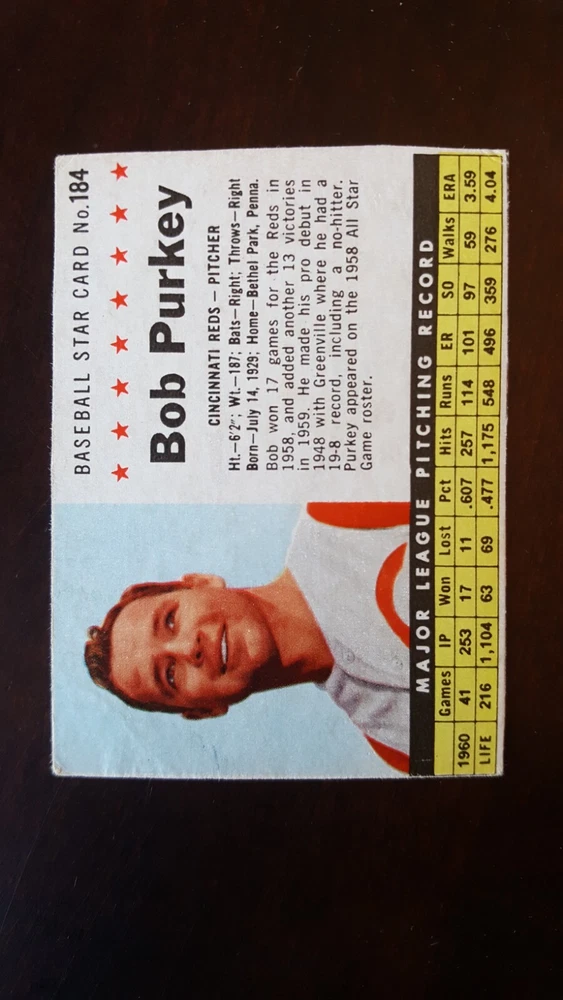 BASEBALL STAR CARD No.184
Bob Purkey
CINCINNATI REDS – PITCHER
Ht.–6'2"; Wt.–187; Bats–Right; Throws–Right
Born–July 14, 1929; Home–Bethel Park, Penna.
Bob won 17 games for the Reds in
1958, and added another 13 victories
in 1959. He made his pro debut in
1948 with Greenville where he had a
19-8 record, including a no-hitter.
Purkey appeared on the 1958 All Star
Game roster.
MAJOR LEAGUE PITCHING RECORD
Games IP Won Lost Pct Hits Runs ER SO Walks ERA
1960 41 253 17 11 .607 257 114 101 97 59 3.59
LIFE 216 1,104 63 69 .477 1,175 548 496 359 276 4.04